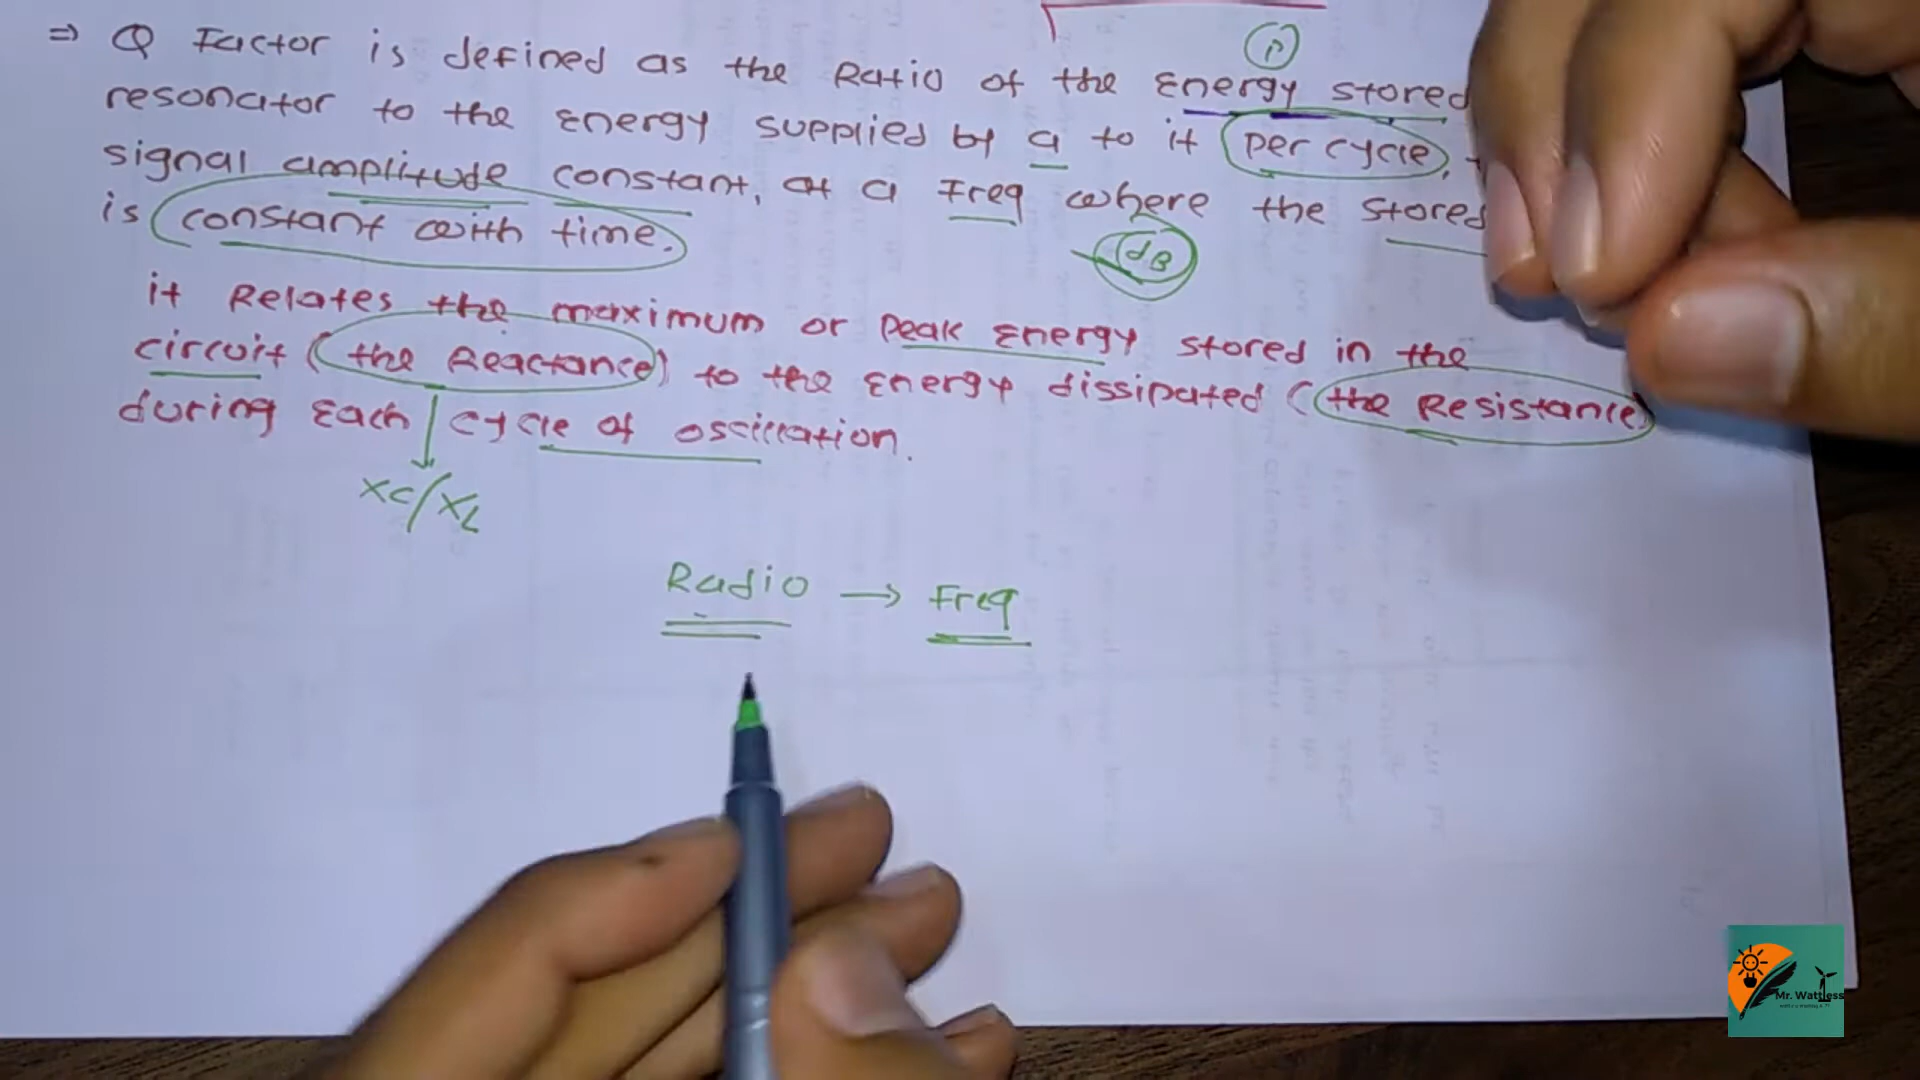 ⇒ Q Factor is defined as the Ratio of the Energy stored
resonator to the Energy supplied by a to it per cycle,
signal amplitude constant, at a Freq where the stored
is constant with time.
dB
it Relates the maximum or Peak Energy stored in the
circuit (the Reactance) to the Energy dissipated (the Resistance)
during Each cycle of oscillation.
XC/XL
Radio → Freq
Mr. Wattless